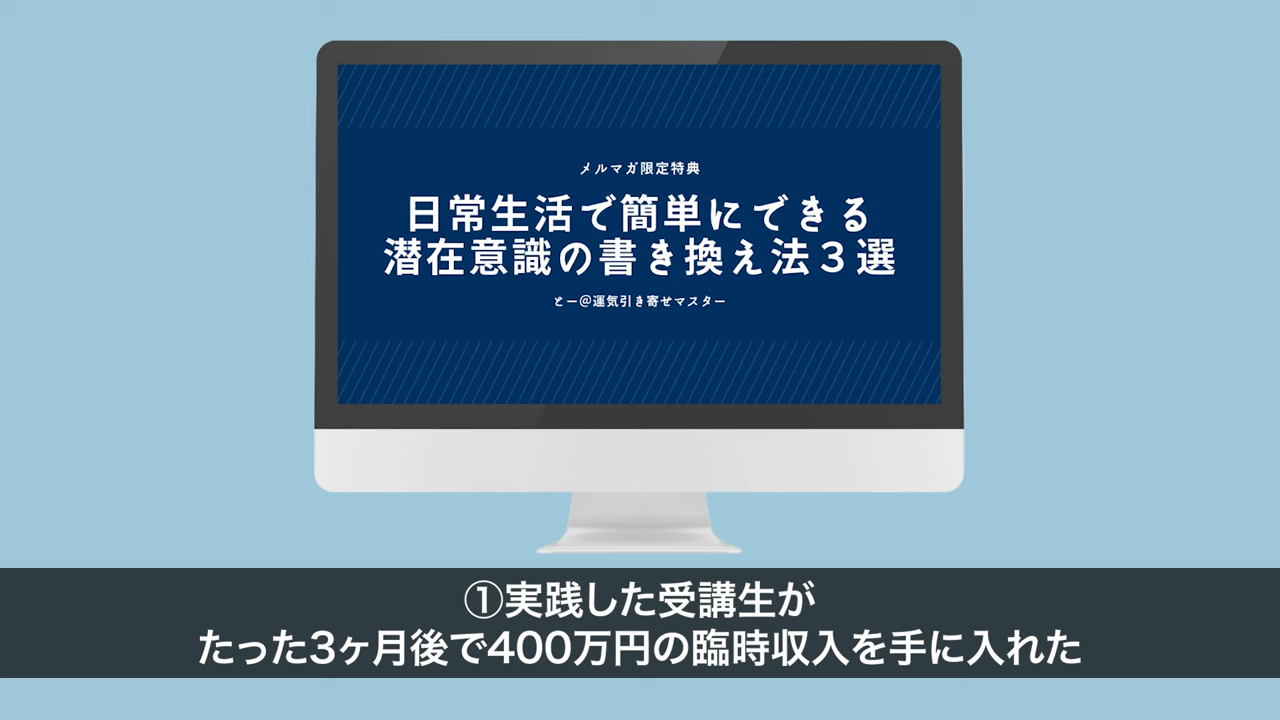 メルマガ限定特典
日常生活で簡単にできる
潜在意識の書き換え法３選
とー@運気引き寄せマスター
①実践した受講生が
たった3ヶ月後で400万円の臨時収入を手に入れた